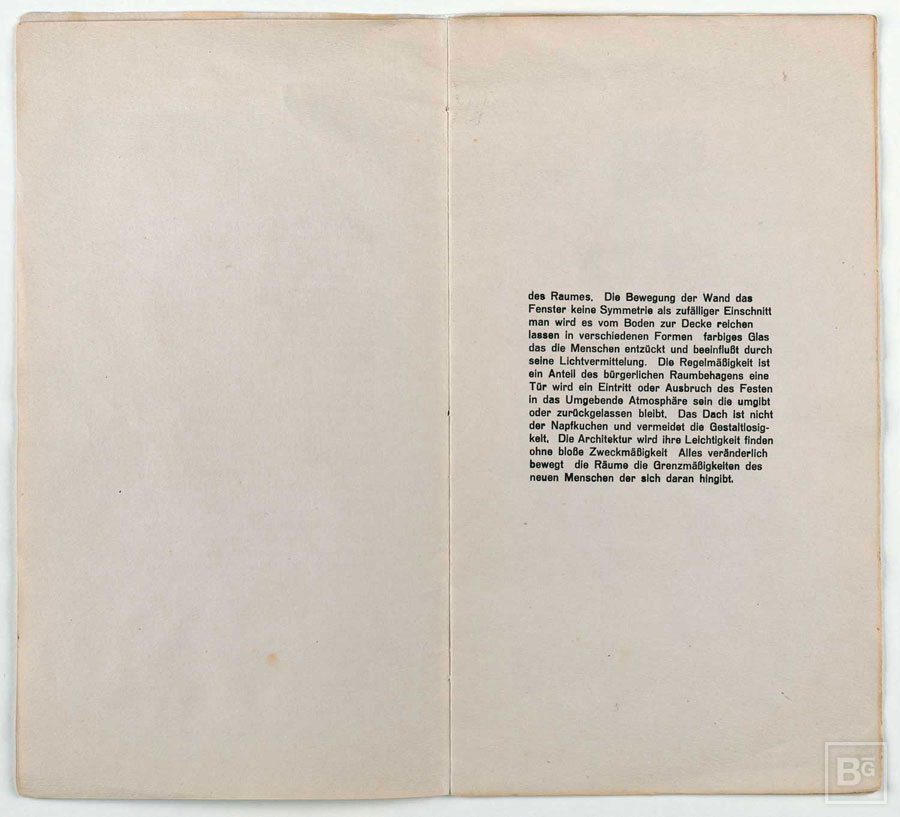 des Raumes. Die Bewegung der Wand das
Fenster keine Symmetrie als zufälliger Einschnitt
man wird es vom Boden zur Decke reichen
lassen in verschiedenen Formen farbiges Glas
das die Menschen entzückt und beeinflußt durch
seine Lichtvermittelung. Die Regelmäßigkeit ist
ein Anteil des bürgerlichen Raumbehagens eine
Tür wird ein Eintritt oder Ausbruch des Festen
in das Umgebende Atmosphäre sein die umgibt
oder zurückgelassen bleibt. Das Dach ist nicht
der Napfkuchen und vermeidet die Gestaltlosig-
keit. Die Architektur wird ihre Leichtigkeit finden
ohne bloße Zweckmäßigkeit Alles veränderlich
bewegt die Räume die Grenzmäßigkeiten des
neuen Menschen der sich daran hingibt.
BG